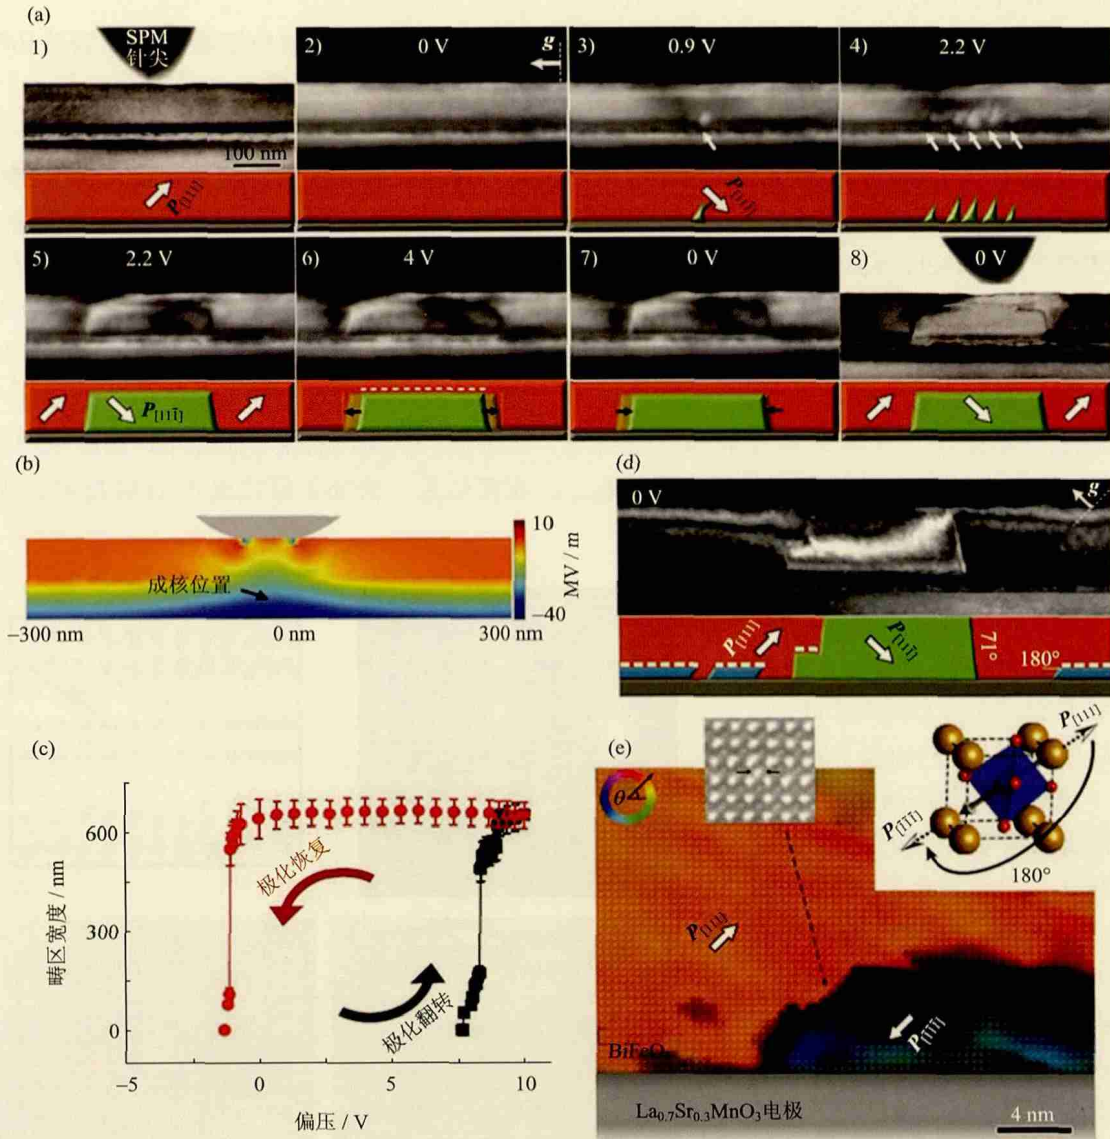 (a)
1)
SPM
针尖
100 nm
P[111]
2)
0 V
g
3)
0.9 V
P[11̄1̄]
4)
2.2 V
5)
2.2 V
P[111̄]
6)
4 V
7)
0 V
8)
0 V
(b)
成核位置
10
MV / m
−40
−300 nm
0 nm
300 nm
(c)
畴区宽度 / nm
600
300
0
极化恢复
极化翻转
−5
0
5
10
偏压 / V
(d)
0 V
g
P[111]
P[111̄]
71°
180°
(e)
θ
P[111]
P[1̄1̄1̄]
180°
P[111]
P[1̄1̄1̄]
BiFeO
La0.7Sr0.3MnO3电极
4 nm